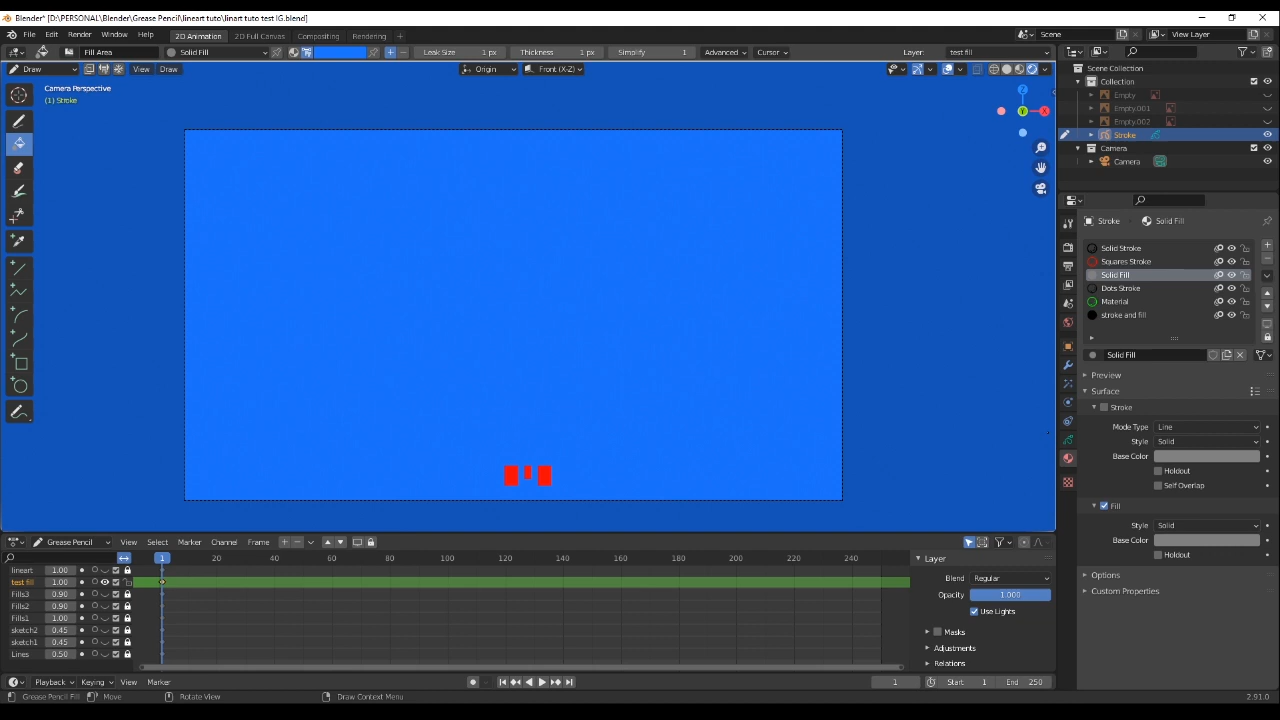 Blender* [D:\PERSONAL\Blender\Grease Pencil\lineart tuto\linart tuto test IG.blend]
File Edit Render Window Help 2D Animation 2D Full Canvas Compositing Rendering Scene View Layer
Fill Area Solid Fill Leak Size 1 px Thickness 1 px Simplify 1 Advanced Cursor Layer: test fill
Draw View Draw Origin Front (X-Z)
Camera Perspective
(1) Stroke
Z
Y
X
Scene Collection
Collection
Empty
Empty.001
Empty.002
Stroke
Camera
Camera
Stroke Solid Fill
Solid Stroke
Squares Stroke
Solid Fill
Dots Stroke
Material
stroke and fill
Solid Fill
Preview
Surface
Stroke
Mode Type Line
Style Solid
Base Color
Holdout
Self Overlap
Fill
Style Solid
Base Color
Holdout
Options
Custom Properties
Grease Pencil View Select Marker Channel Frame
1 20 40 60 80 100 120 140 160 180 200 220 240
lineart 1.00
test fill 1.00
Fills3 0.90
Fills2 0.90
Fills1 1.00
sketch2 0.45
sketch1 0.45
Lines 0.50
Layer
Blend Regular
Opacity 1.000
Use Lights
Masks
Adjustments
Relations
Playback Keying View Marker 1 Start 1 End 250
Grease Pencil Fill Move Rotate View Draw Context Menu 2.91.0